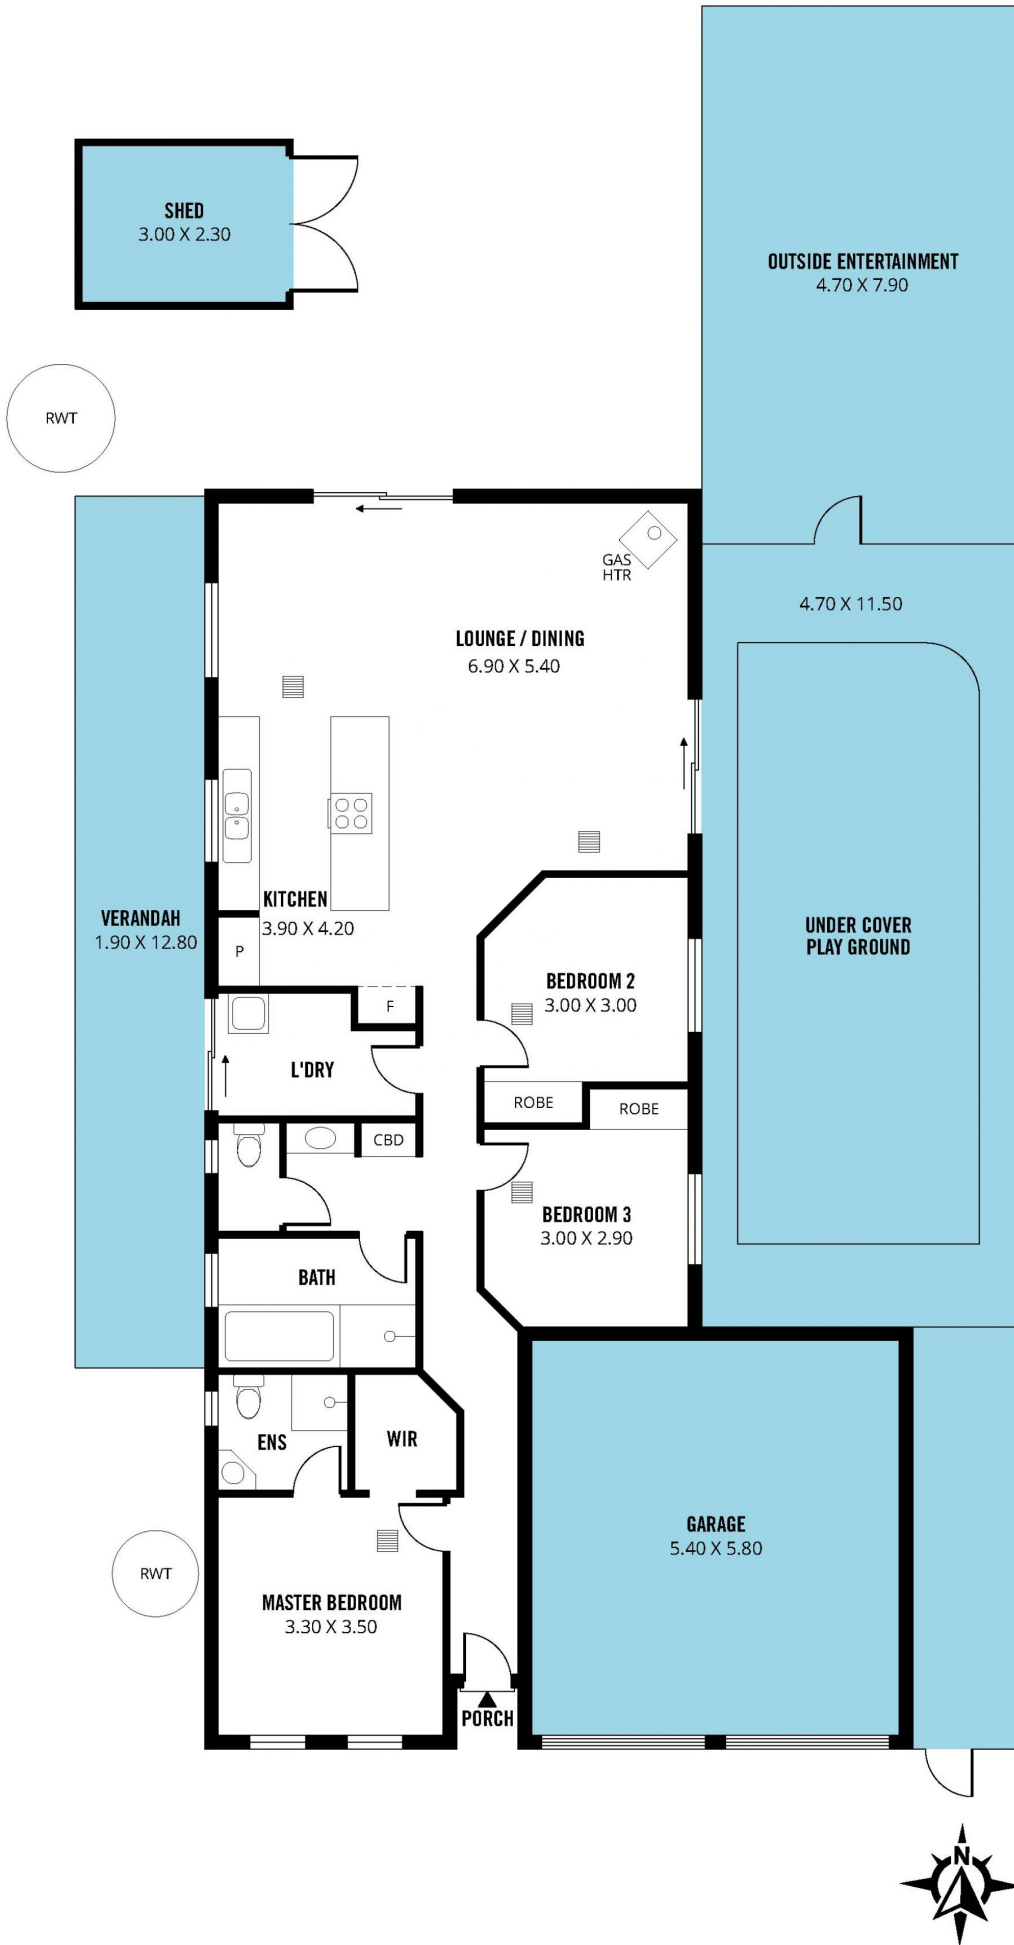 SHED
3.00 X 2.30
OUTSIDE ENTERTAINMENT
4.70 X 7.90
RWT
GAS
HTR
4.70 X 11.50
LOUNGE / DINING
6.90 X 5.40
KITCHEN
3.90 X 4.20
VERANDAH
1.90 X 12.80
P
UNDER COVER
PLAY GROUND
BEDROOM 2
3.00 X 3.00
F
L'DRY
ROBE
ROBE
CBD
BEDROOM 3
3.00 X 2.90
BATH
ENS
WIR
GARAGE
5.40 X 5.80
RWT
MASTER BEDROOM
3.30 X 3.50
PORCH
N